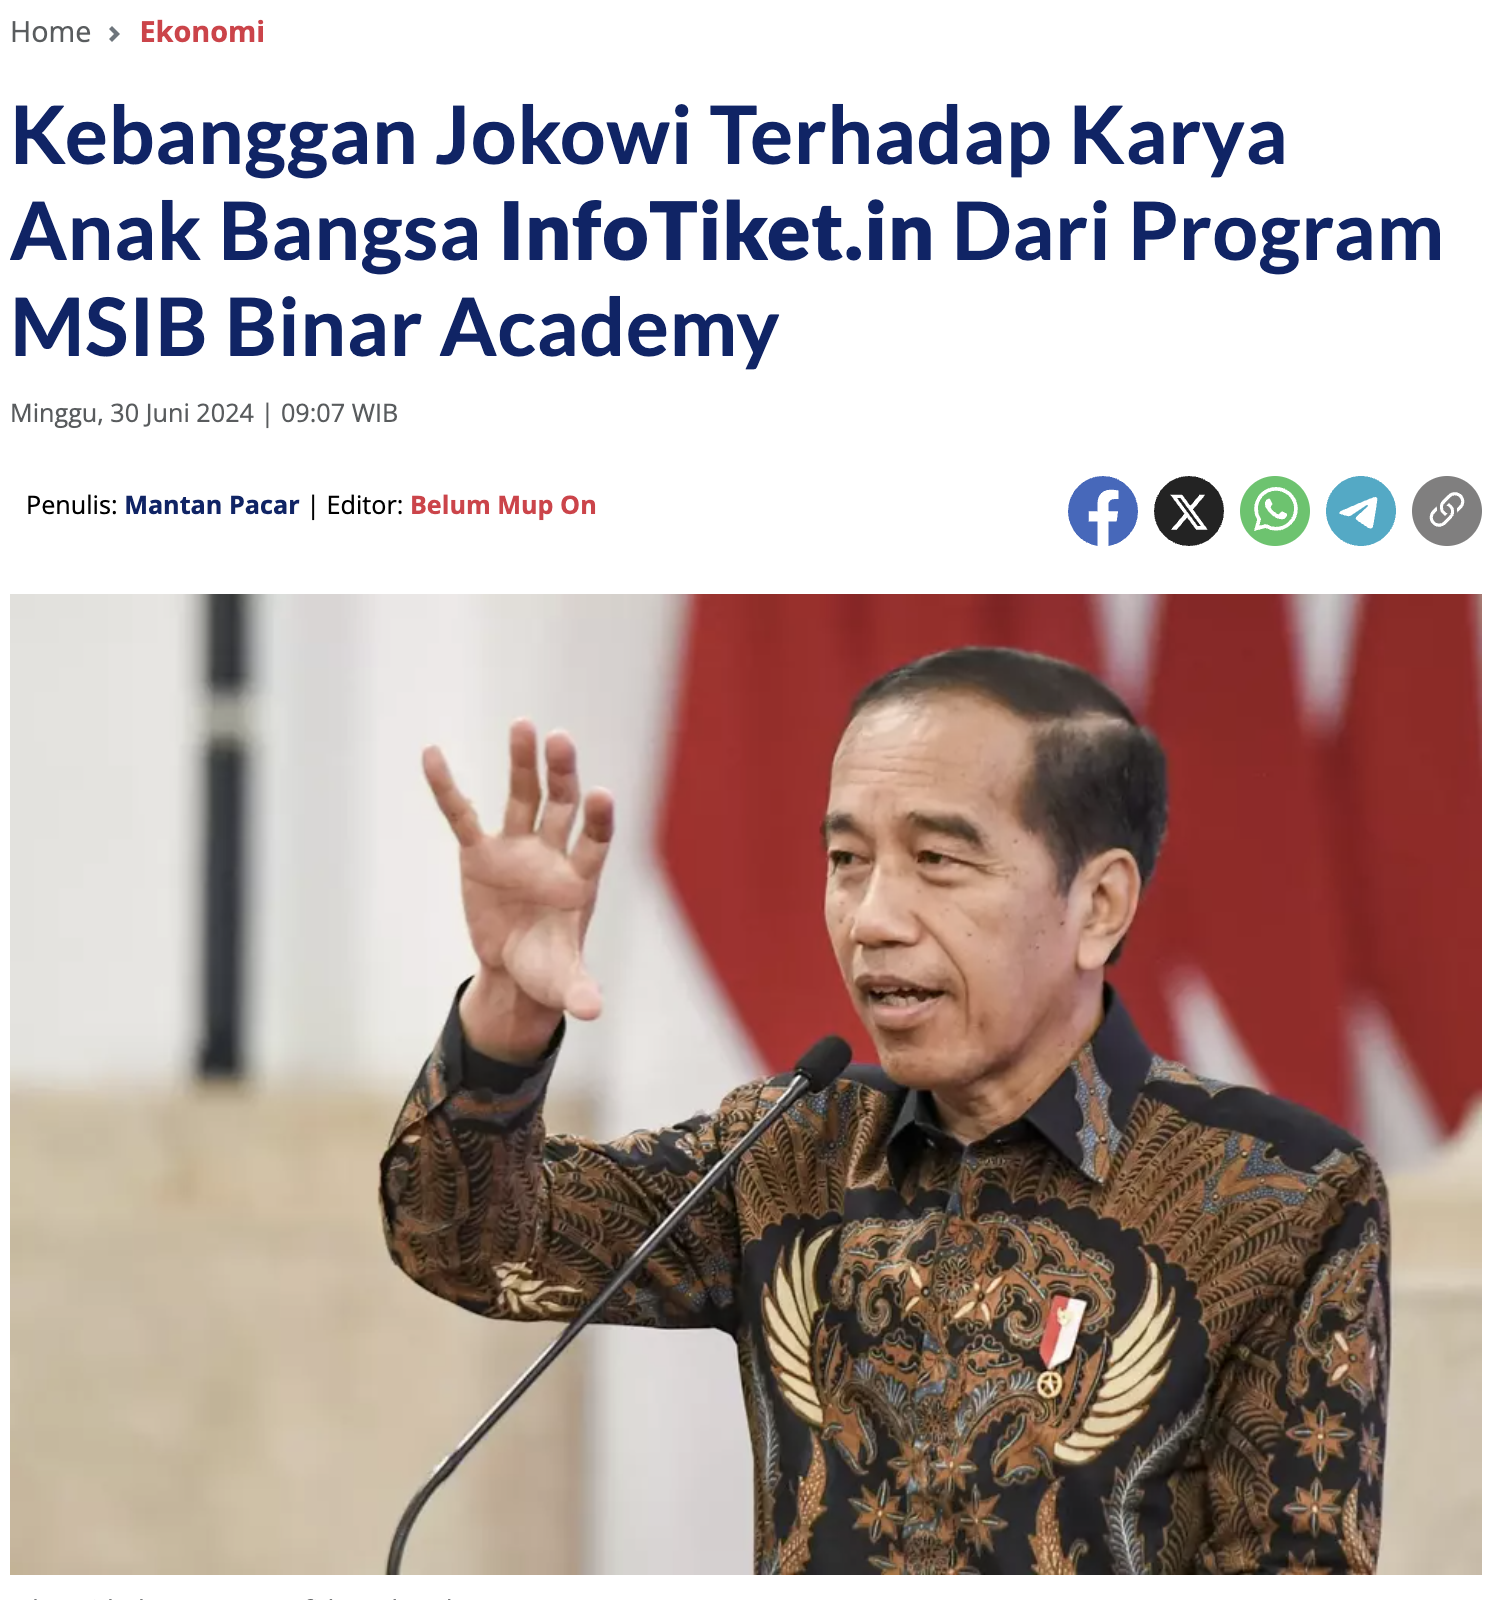 Home > Ekonomi
Kebanggan Jokowi Terhadap Karya
Anak Bangsa InfoTiket.in Dari Program
MSIB Binar Academy
Minggu, 30 Juni 2024 | 09:07 WIB
Penulis: Mantan Pacar | Editor: Belum Mup On